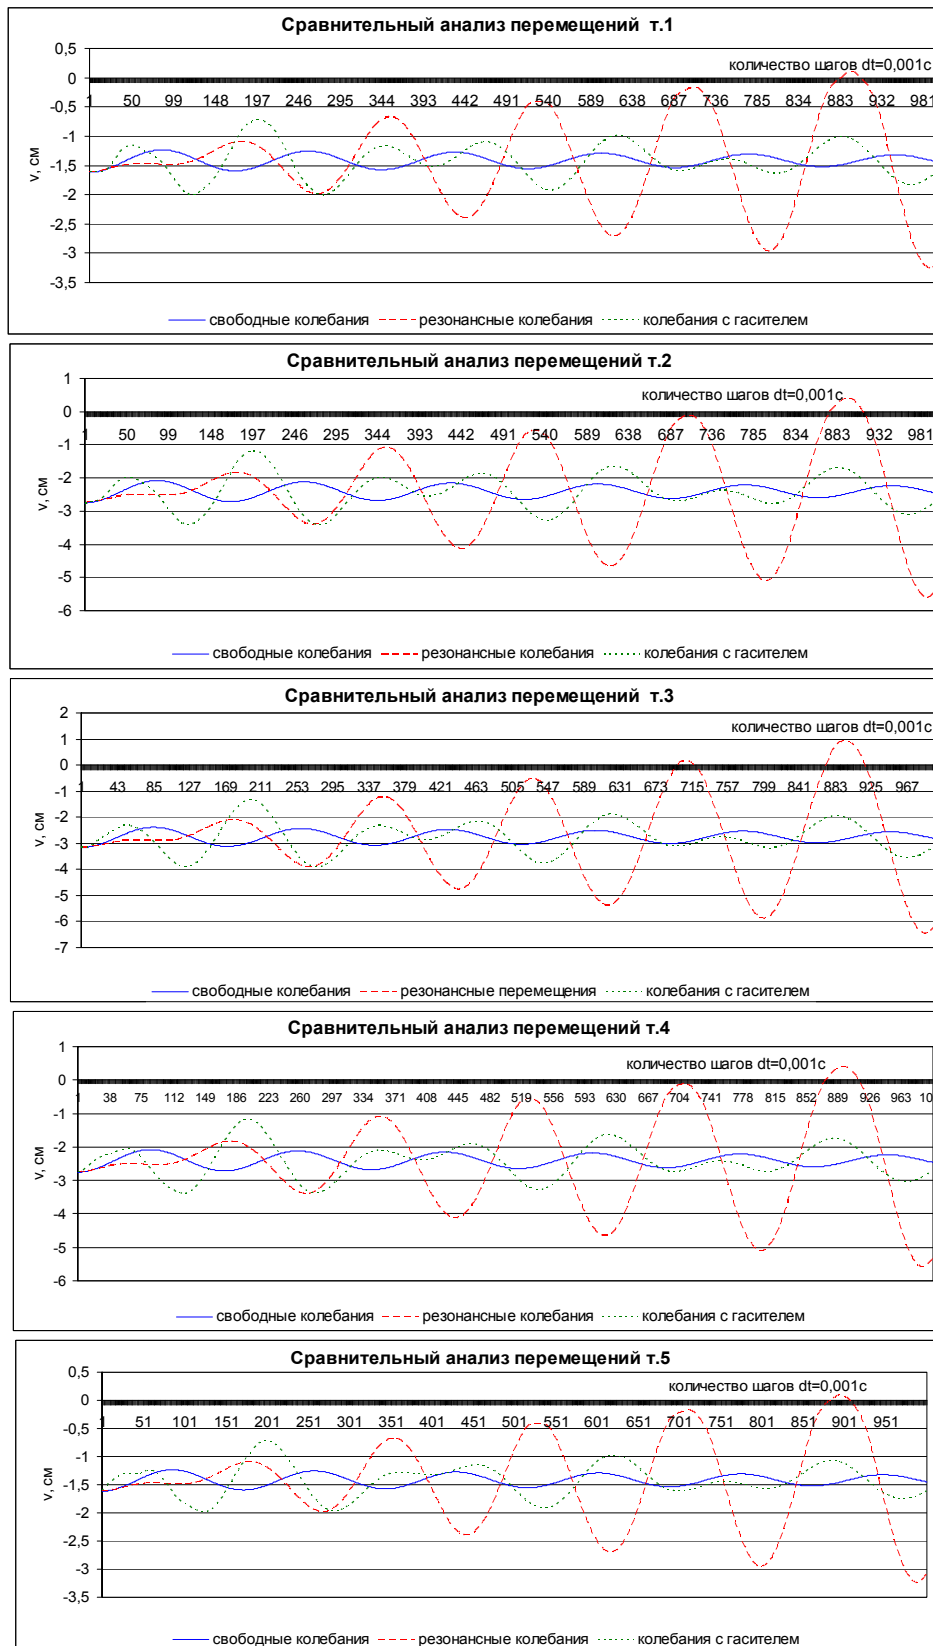 Сравнительный анализ перемещений т.1
0,5
количество шагов dt=0,001с
0
1 50 99 148 197 246 295 344 393 442 491 540 589 638 687 736 785 834 883 932 981
-0,5
-1
-1,5
-2
-2,5
-3
-3,5
v, см
свободные колебания резонансные колебания колебания с гасителем
Сравнительный анализ перемещений т.2
1
количество шагов dt=0,001с
0
1 50 99 148 197 246 295 344 393 442 491 540 589 638 687 736 785 834 883 932 981
-1
-2
-3
-4
-5
-6
v, см
свободные колебания резонансные колебания колебания с гасителем
Сравнительный анализ перемещений т.3
2
количество шагов dt=0,001с
1
0
1 43 85 127 169 211 253 295 337 379 421 463 505 547 589 631 673 715 757 799 841 883 925 967
-1
-2
-3
-4
-5
-6
-7
v, см
свободные колебания резонансные перемещения колебания с гасителем
Сравнительный анализ перемещений т.4
1
количество шагов dt=0,001с
0
1 38 75 112 149 186 223 260 297 334 371 408 445 482 519 556 593 630 667 704 741 778 815 852 889 926 963 10
-1
-2
-3
-4
-5
-6
v, см
свободные колебания резонансные колебания колебания с гасителем
Сравнительный анализ перемещений т.5
0,5
количество шагов dt=0,001с
0
1 51 101 151 201 251 301 351 401 451 501 551 601 651 701 751 801 851 901 951
-0,5
-1
-1,5
-2
-2,5
-3
-3,5
v, см
свободные колебания резонансные колебания колебания с гасителем